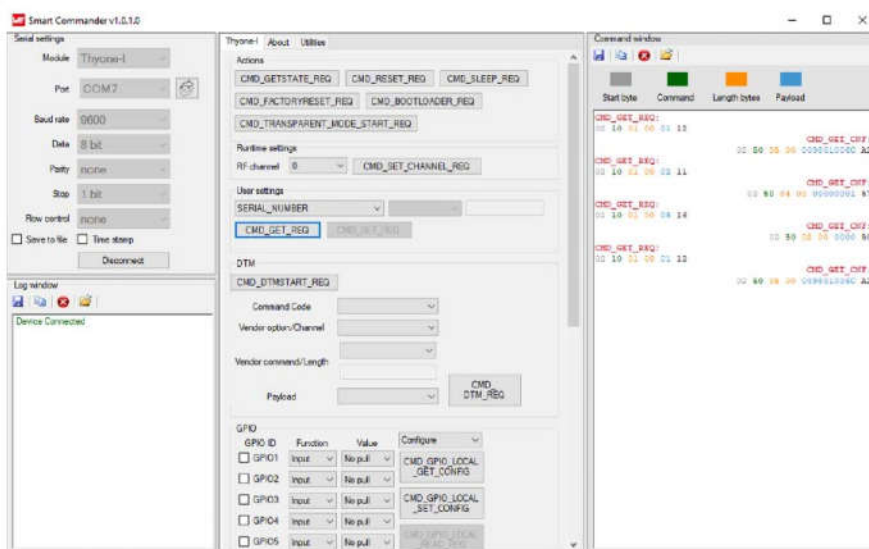 Smart Commander v1.0.1.0
Serial settings
Module Thyone-I
Port COM7
Baud rate 9600
Data 8 bit
Parity none
Stop 1 bit
Flow control none
Save to file Time stamp
Disconnect
Log window
Device Connected
Thyone-I About Utilities
Actions
CMD_GETSTATE_REQ CMD_RESET_REQ CMD_SLEEP_REQ
CMD_FACTORYRESET_REQ CMD_BOOTLOADER_REQ
CMD_TRANSPARENT_MODE_START_REQ
Runtime settings
RF channel 0 CMD_SET_CHANNEL_REQ
User settings
SERIAL_NUMBER
CMD_GET_REQ CMD_SET_REQ
DTM
CMD_DTMSTART_REQ
Command Code
Vendor option/Channel
Vendor command/Length
Payload
CMD_
DTM_REQ
GPIO
GPIO ID Function Value Configure
GPIO1 Input No pull
CMD_GPIO_LOCAL
_GET_CONFIG
GPIO2 Input No pull
GPIO3 Input No pull
CMD_GPIO_LOCAL
_SET_CONFIG
GPIO4 Input No pull
GPIO5 Input No pull
Command window
Start byte Command Length bytes Payload
CMD_GET_REQ:
CMD_GET_CNF:
CMD_GET_REQ:
CMD_GET_CNF:
CMD_GET_REQ:
CMD_GET_CNF:
CMD_GET_REQ:
CMD_GET_CNF: